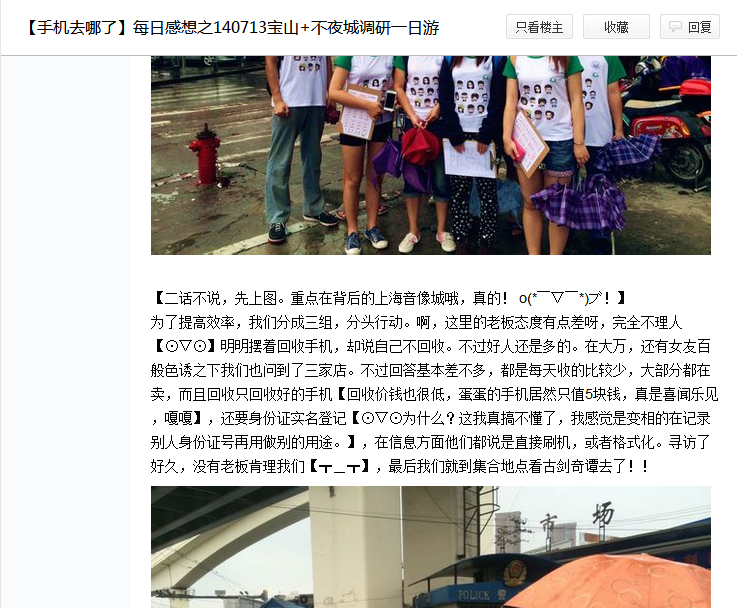 【手机去哪了】每日感想之140713宝山+不夜城调研一日游
只看楼主
收藏
回复
【二话不说，先上图。重点在背后的上海音像城哦，真的！ o(*￣▽￣*)ブ！】
为了提高效率，我们分成三组，分头行动。啊，这里的老板态度有点差呀，完全不理人
【⊙▽⊙】明明摆着回收手机，却说自己不回收。不过好人还是多的。在大万，还有女友百
般色诱之下我们也问到了三家店。不过回答基本差不多，都是每天收的比较少，大部分都在
卖，而且回收只回收好的手机【回收价钱也很低，蛋蛋的手机居然只值5块钱，真是喜闻乐见
，嘎嘎】，还要身份证实名登记【⊙▽⊙为什么？这我真搞不懂了，我感觉是变相的在记录
别人身份证号再用做别的用途。】，在信息方面他们都说是直接刷机，或者格式化。寻访了
好久，没有老板肯理我们【┳＿┳】，最后我们就到集合地点看古剑奇谭去了！！
市场
POLICE 警